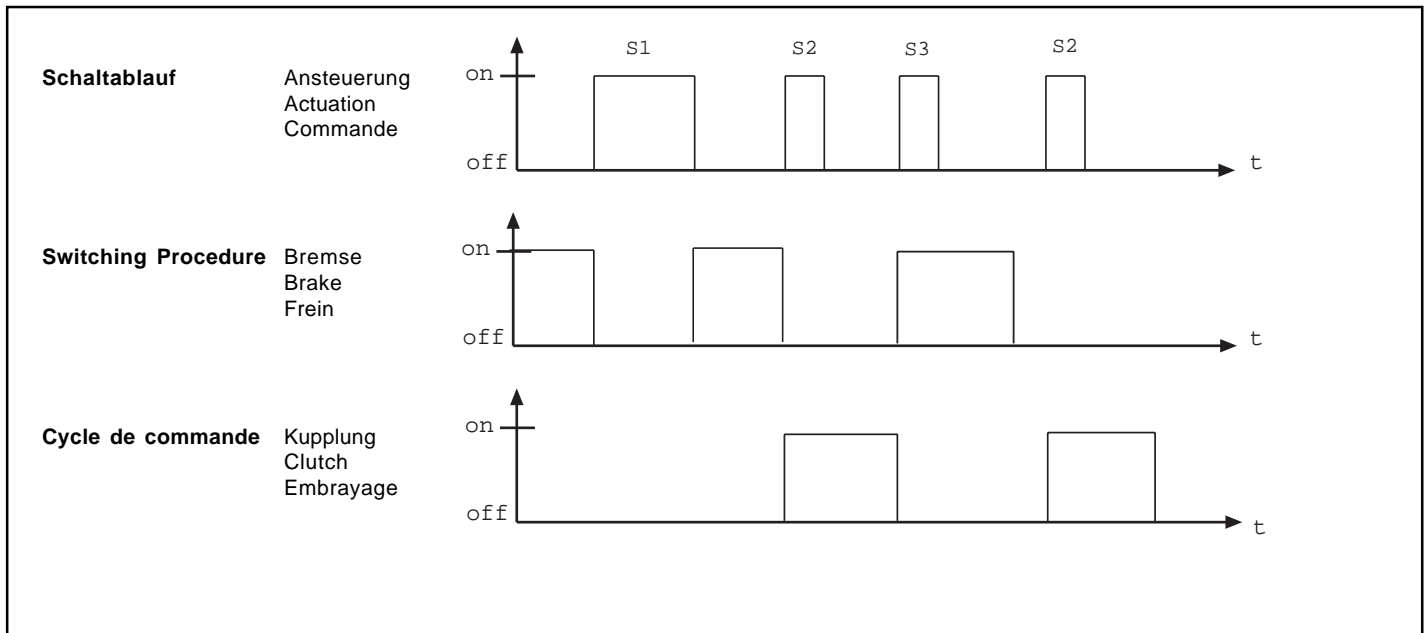 S1 S2 S3 S2
Schaltablauf Ansteuerung on
Actuation
Commande
off t
Switching Procedure Bremse on
Brake
Frein
off t
Cycle de commande Kupplung on
Clutch
Embrayage
off t